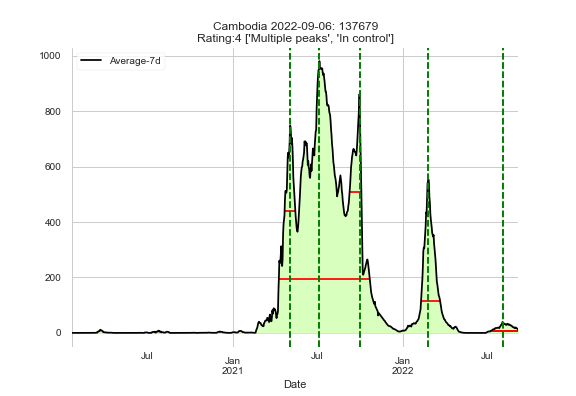 Cambodia 2022-09-06: 137679
Rating:4 ['Multiple peaks', 'In control']
Average-7d
1000
800
600
400
200
0
Jul
Jan
2021
Jul
Jan
2022
Jul
Date